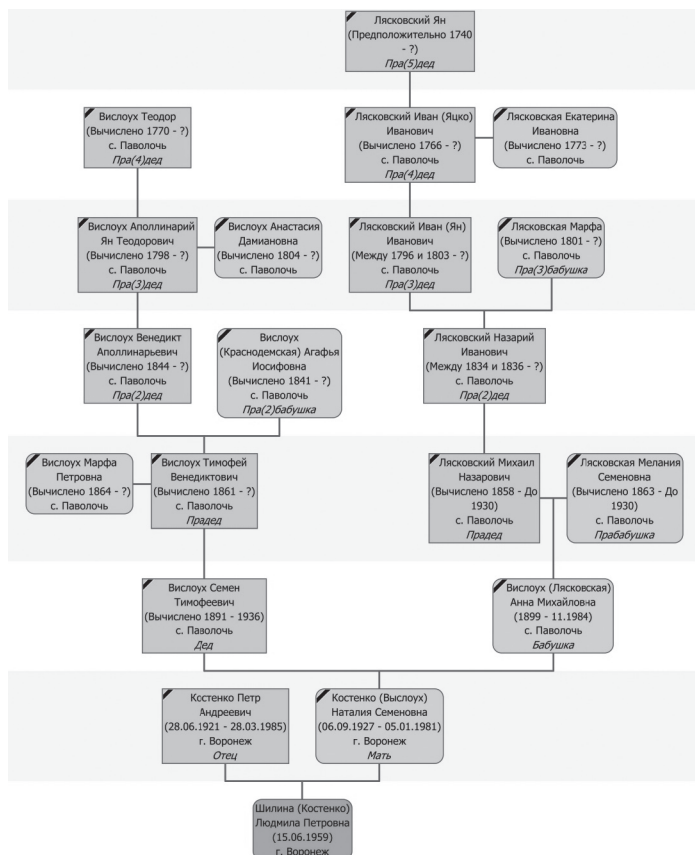 Лясковский Ян
(Предположительно 1740
- ?)
Пра(5)дед
Вислоух Теодор
(Вычислено 1770 - ?)
с. Паволочь
Пра(4)дед
Лясковский Иван (Яцко)
Иванович
(Вычислено 1766 - ?)
с. Паволочь
Пра(4)дед
Лясковская Екатерина
Ивановна
(Вычислено 1773 - ?)
с. Паволочь
Вислоух Аполлинарий
Ян Теодорович
(Вычислено 1798 - ?)
с. Паволочь
Пра(3)дед
Вислоух Анастасия
Дамиановна
(Вычислено 1804 - ?)
с. Паволочь
Лясковский Иван (Ян)
Иванович
(Между 1796 и 1803 - ?)
с. Паволочь
Пра(3)дед
Лясковская Марфа
(Вычислено 1801 - ?)
с. Паволочь
Пра(3)бабушка
Вислоух Венедикт
Аполлинарьевич
(Вычислено 1844 - ?)
с. Паволочь
Пра(2)дед
Вислоух
(Краснодемская) Агафья
Иосифовна
(Вычислено 1841 - ?)
с. Паволочь
Пра(2)бабушка
Лясковский Назарий
Иванович
(Между 1834 и 1836 - ?)
с. Паволочь
Пра(2)дед
Вислоух Марфа
Петровна
(Вычислено 1864 - ?)
с. Паволочь
Вислоух Тимофей
Венедиктович
(Вычислено 1861 - ?)
с. Паволочь
Прадед
Лясковский Михаил
Назарович
(Вычислено 1858 - До
1930)
с. Паволочь
Прадед
Лясковская Мелания
Семеновна
(Вычислено 1863 - До
1930)
с. Паволочь
Прабабушка
Вислоух Семен
Тимофеевич
(Вычислено 1891 - 1936)
с. Паволочь
Дед
Вислоух (Лясковская)
Анна Михайловна
(1899 - 11.1984)
с. Паволочь
Бабушка
Костенко Петр
Андреевич
(28.06.1921 - 28.03.1985)
г. Воронеж
Отец
Костенко (Выслоух)
Наталия Семеновна
(06.09.1927 - 05.01.1981)
г. Воронеж
Мать
Шилина (Костенко)
Людмила Петровна
(15.06.1959)
г. Воронеж